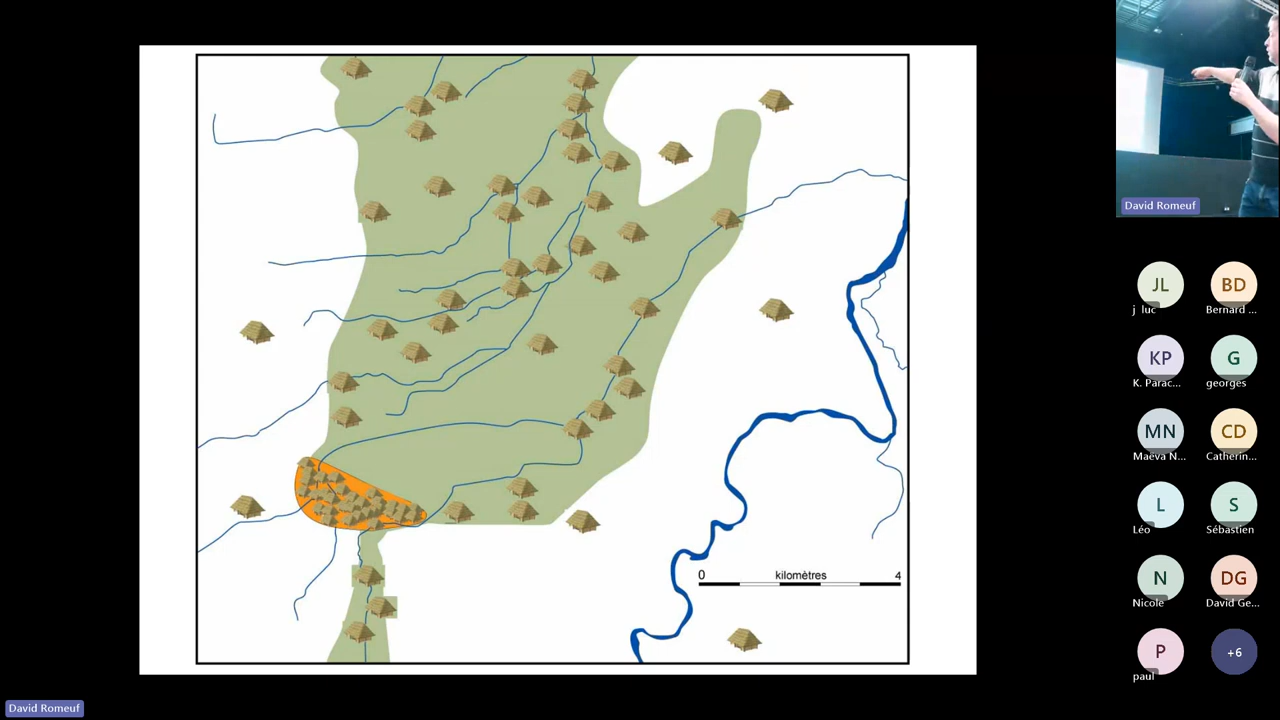 0 kilomètres 4
David Romeuf
JL
j luc
BD
Bernard ...
KP
K. Parac...
G
georges
MN
Maëva N...
CD
Catherin...
L
Léo
S
Sébastien
N
Nicole
DG
David Ge...
P
paul
+6
David Romeuf